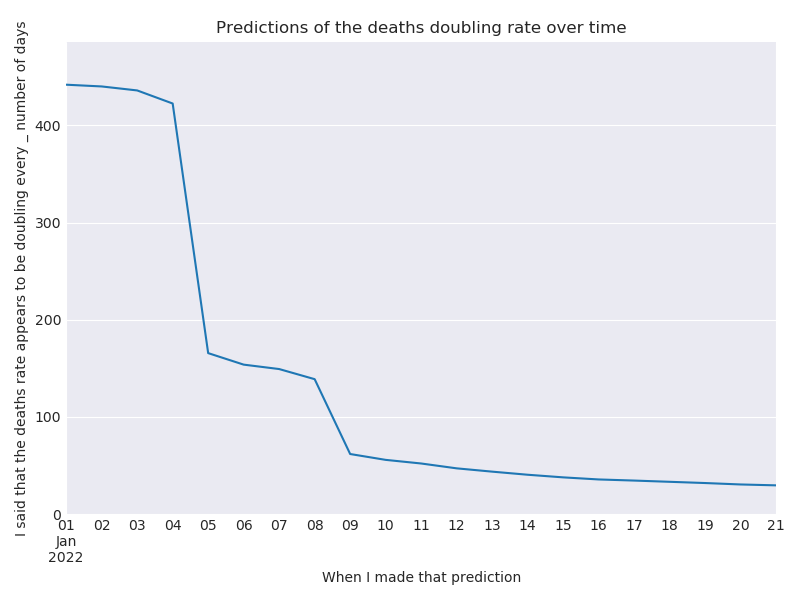 Predictions of the deaths doubling rate over time
I said that the deaths rate appears to be doubling every _ number of days
400
300
200
100
0
01 02 03 04 05 06 07 08 09 10 11 12 13 14 15 16 17 18 19 20 21
Jan
2022
When I made that prediction